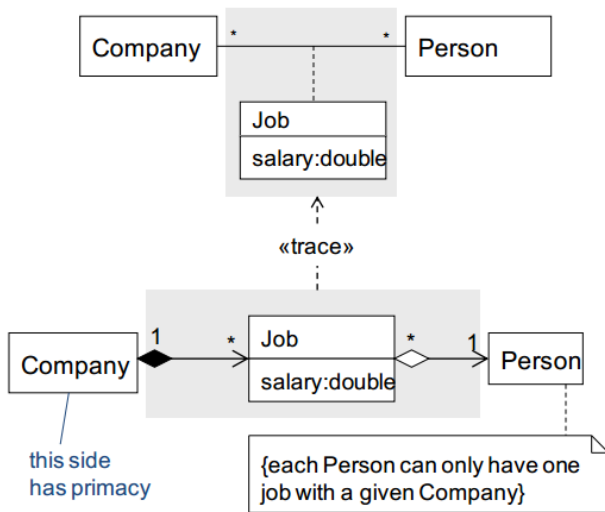 Company * * Person
Job
salary:double
«trace»
Company 1 * Job * 1 Person
salary:double
this side
has primacy
{each Person can only have one
job with a given Company}